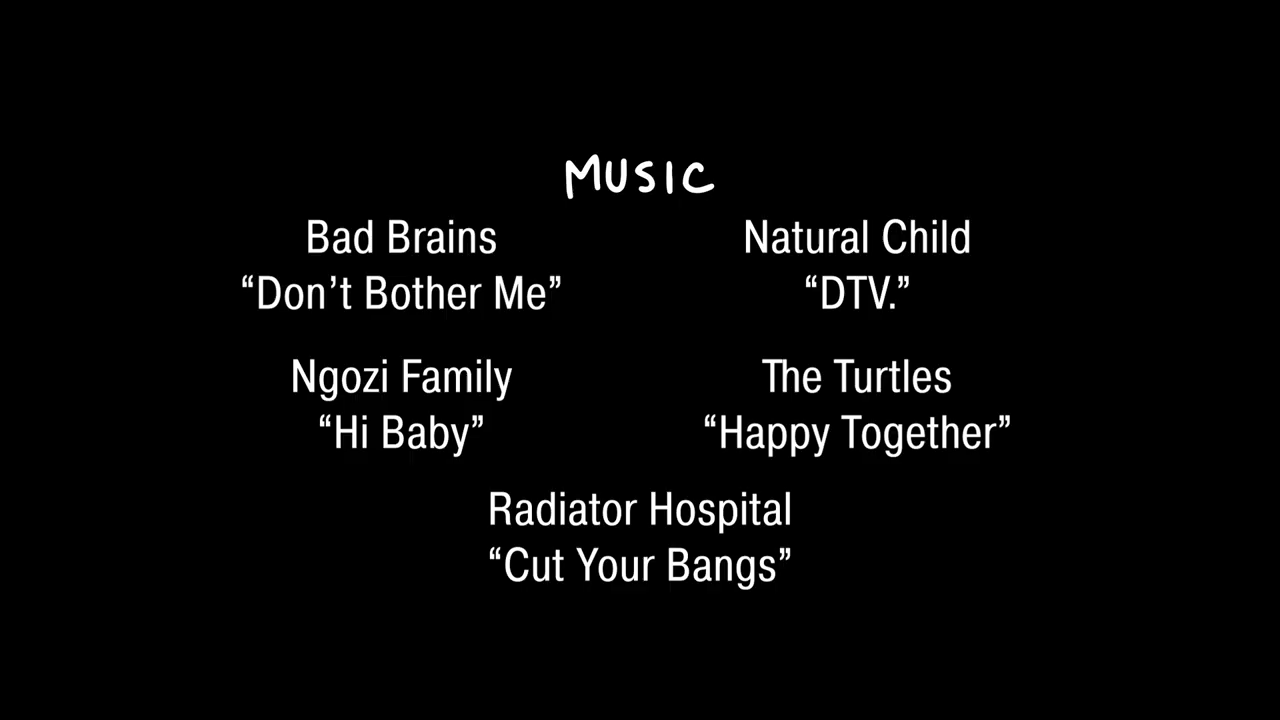 MUSIC
Bad Brains
“Don’t Bother Me”
Natural Child
“DTV.”
Ngozi Family
“Hi Baby”
The Turtles
“Happy Together”
Radiator Hospital
“Cut Your Bangs”